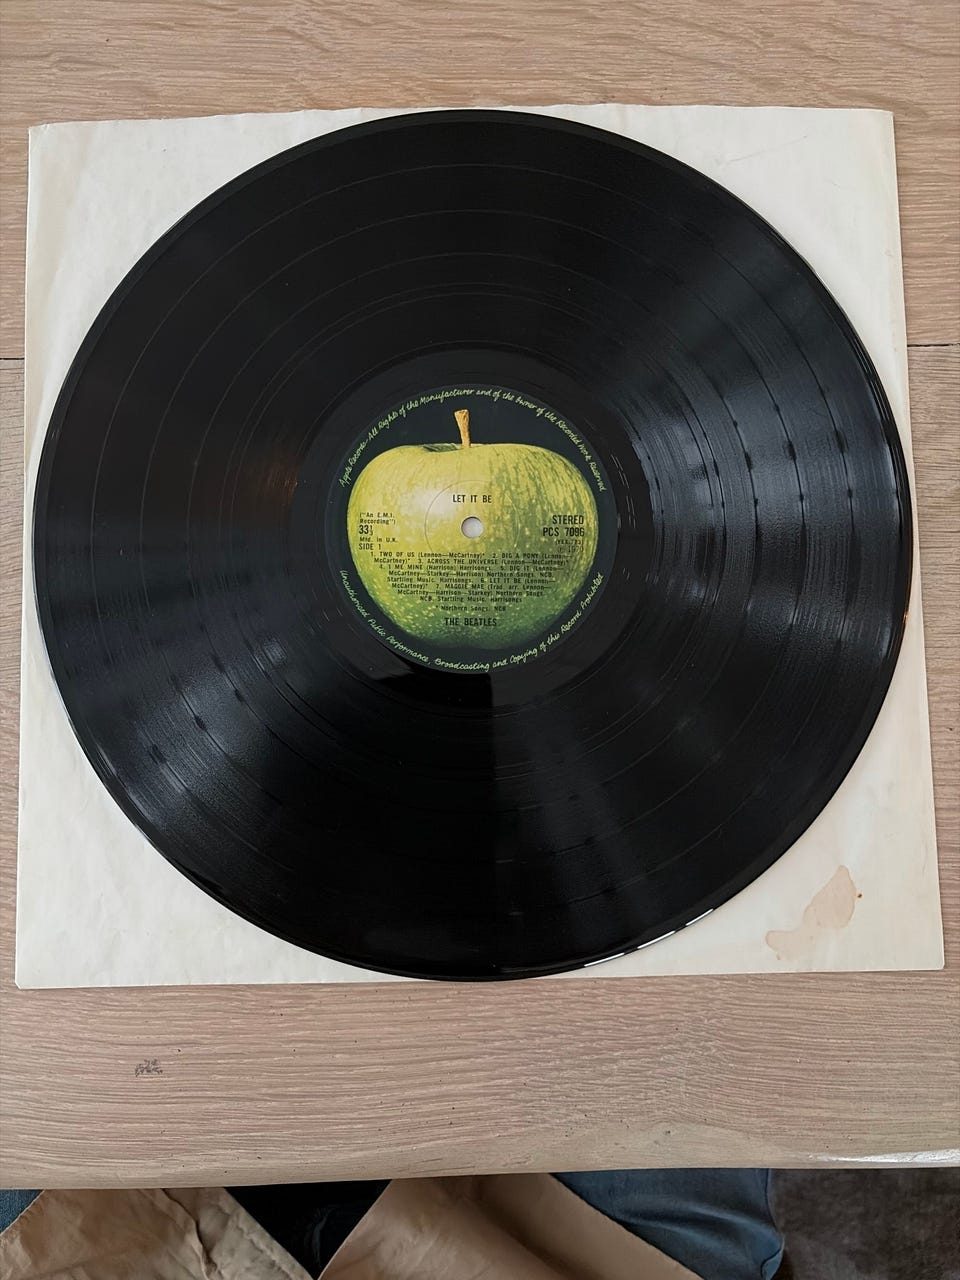 Apple Records-All Rights of the Manufacturer and of the Owner of the Recorded Work Reserved
LET IT BE
("An E.M.I.
Recording")
33⅓
Mfd. in U.K.
SIDE 1
STEREO
PCS 7096
1. TWO OF US (Lennon—McCartney)* 2. DIG A PONY (Lennon—
McCartney)* 3. ACROSS THE UNIVERSE (Lennon—McCartney)*
4. I ME MINE (Harrison) Harrisongs. 5. DIG IT (Lennon—
McCartney—Starkey—Harrison) Northern Songs. NCB.
Startling Music. Harrisongs. 6. LET IT BE (Lennon—
McCartney)* 7. MAGGIE MAE (Trad. arr. Lennon—
McCartney—Harrison—Starkey) Northern Songs.
NCB. Startling Music. Harrisongs
* Northern Songs. NCB
THE BEATLES
Unauthorised Public Performance, Broadcasting and Copying of this Record Prohibited